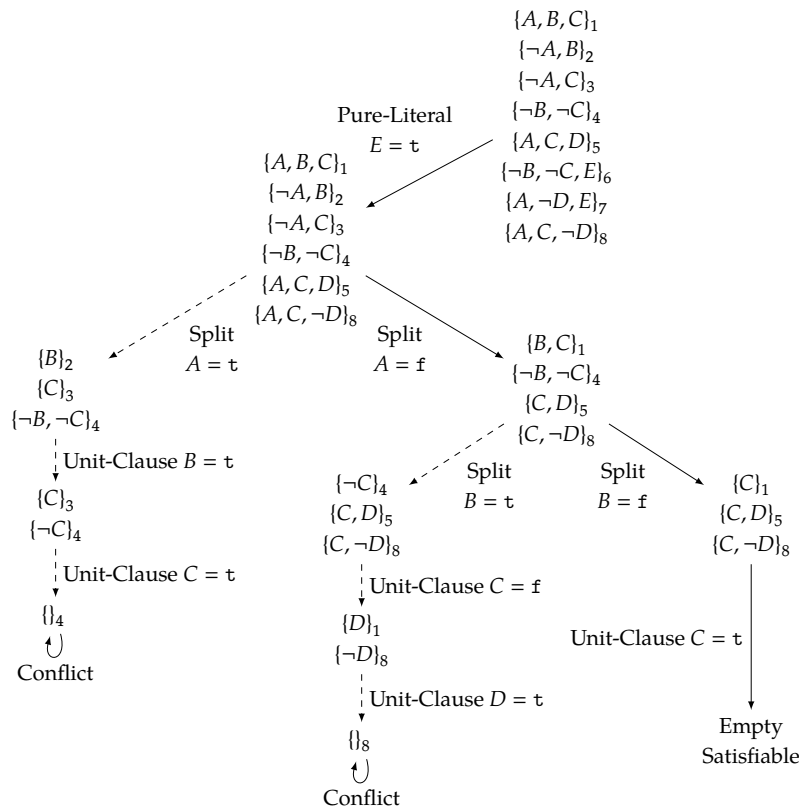 {A, B, C}₁
{¬A, B}₂
{¬A, C}₃
{¬B, ¬C}₄
{A, C, D}₅
{¬B, ¬C, E}₆
{A, ¬D, E}₇
{A, C, ¬D}₈
Pure-Literal
E = t
{A, B, C}₁
{¬A, B}₂
{¬A, C}₃
{¬B, ¬C}₄
{A, C, D}₅
{A, C, ¬D}₈
Split
A = t
Split
A = f
{B}₂
{C}₃
{¬B, ¬C}₄
Unit-Clause B = t
{C}₃
{¬C}₄
Unit-Clause C = t
{}₄
Conflict
{B, C}₁
{¬B, ¬C}₄
{C, D}₅
{C, ¬D}₈
Split
B = t
Split
B = f
{¬C}₄
{C, D}₅
{C, ¬D}₈
Unit-Clause C = f
{D}₁
{¬D}₈
Unit-Clause D = t
{}₈
Conflict
{C}₁
{C, D}₅
{C, ¬D}₈
Unit-Clause C = t
Empty
Satisfiable